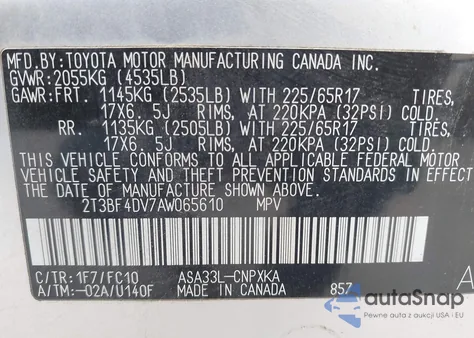 MFD.BY:TOYOTA MOTOR MANUFACTURING CANADA INC.
GVWR:2055KG (4535LB)
GAWR:FRT. 1145KG (2535LB) WITH 225/65R17 TIRES,
17X6.5J RIMS, AT 220KPA (32PSI) COLD.
RR. 1135KG (2505LB) WITH 225/65R17 TIRES,
17X6.5J RIMS, AT 220KPA (32PSI) COLD.
THIS VEHICLE CONFORMS TO ALL APPLICABLE FEDERAL MOTOR
VEHICLE SAFETY AND THEFT PREVENTION STANDARDS IN EFFECT
DATE OF MANUFACTURE SHOWN ABOVE.
2T3BF4DV7AW065610 MPV
C/TR:1F7/FC10 ASA33L-CNPXKA A
A/TM:-02A/U140F MADE IN CANADA 857
autaSnap
Pewne auta z aukcji USA i EU